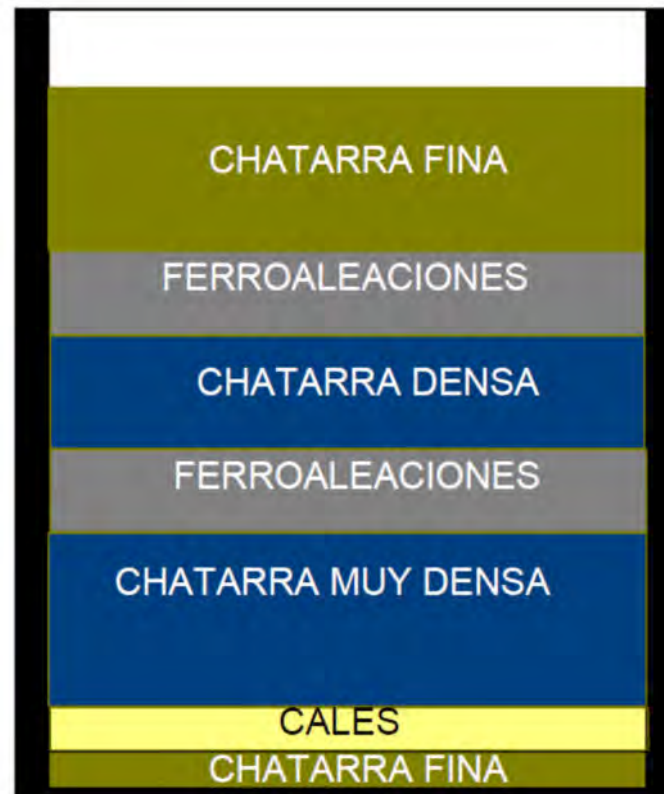 CHATARRA FINA
FERROALEACIONES
CHATARRA DENSA
FERROALEACIONES
CHATARRA MUY DENSA
CALES
CHATARRA FINA